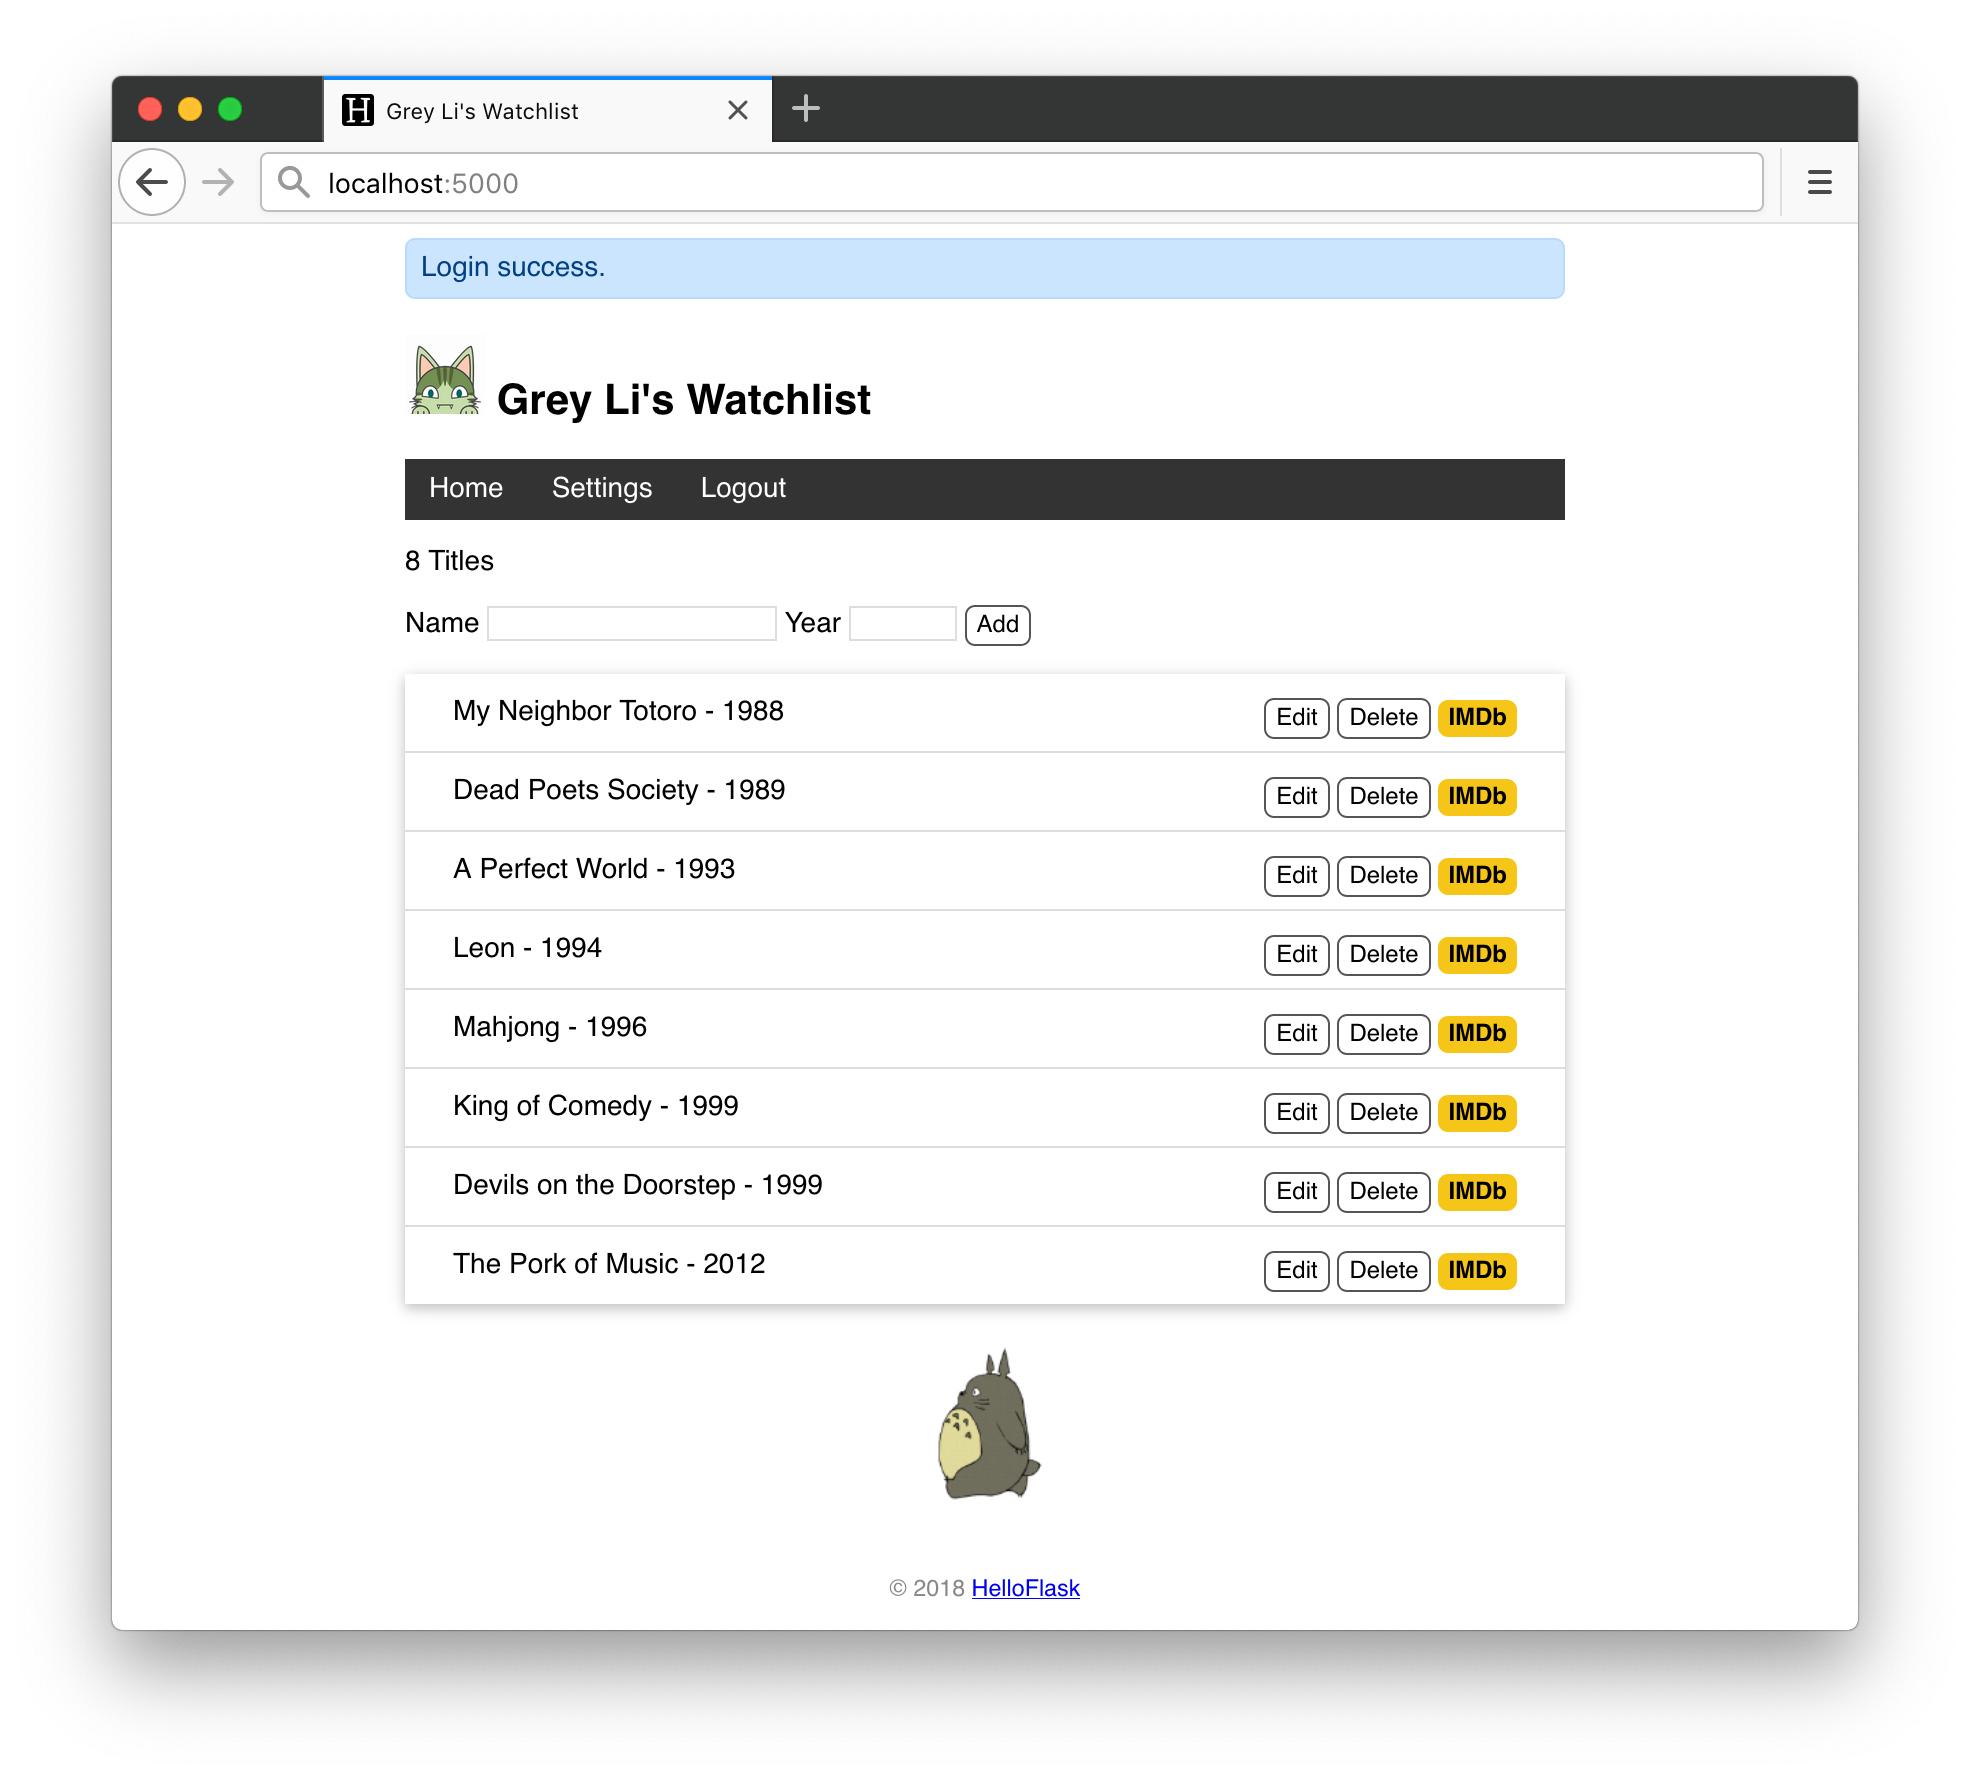 H Grey Li's Watchlist
localhost:5000
Login success.
Grey Li's Watchlist
Home Settings Logout
8 Titles
Name Year Add
My Neighbor Totoro - 1988 Edit Delete IMDb
Dead Poets Society - 1989 Edit Delete IMDb
A Perfect World - 1993 Edit Delete IMDb
Leon - 1994 Edit Delete IMDb
Mahjong - 1996 Edit Delete IMDb
King of Comedy - 1999 Edit Delete IMDb
Devils on the Doorstep - 1999 Edit Delete IMDb
The Pork of Music - 2012 Edit Delete IMDb
© 2018 HelloFlask